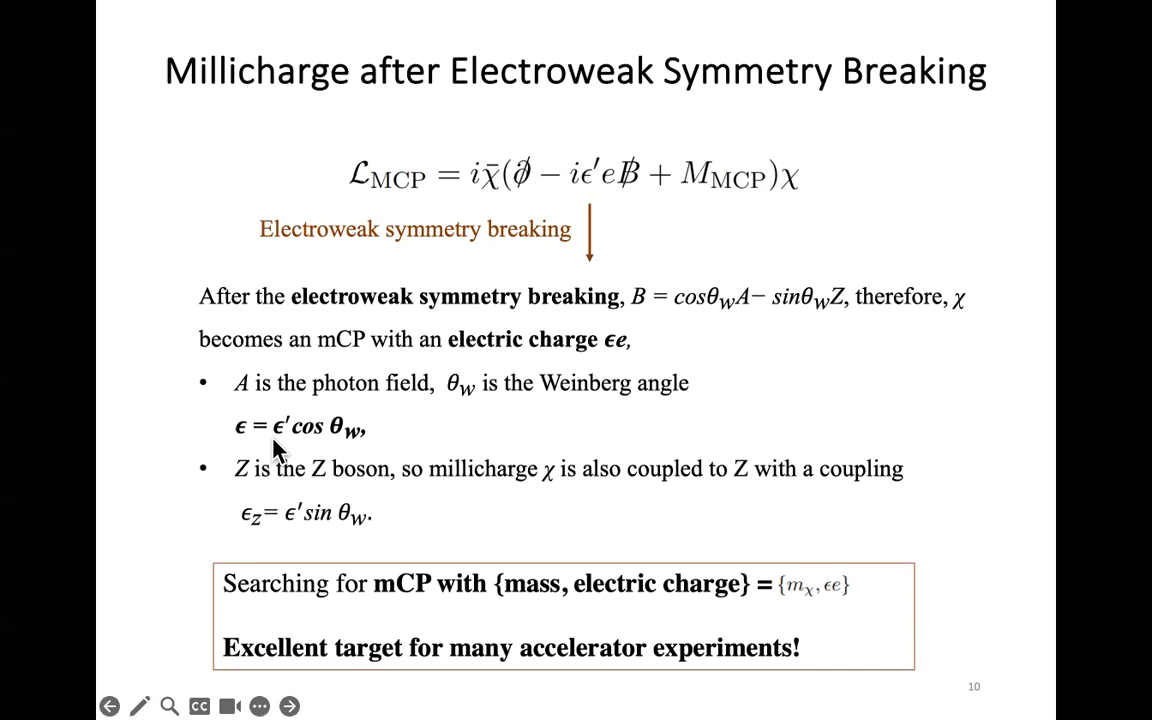 Millicharge after Electroweak Symmetry Breaking
ℒ_MCP = iχ̄(∂̸ − iϵ′eB̸ + M_MCP)χ
Electroweak symmetry breaking
After the electroweak symmetry breaking, B = cosθ_W A− sinθ_W Z, therefore, χ
becomes an mCP with an electric charge ϵe,
• A is the photon field, θ_W is the Weinberg angle
ϵ = ϵ′cos θ_W,
• Z is the Z boson, so millicharge χ is also coupled to Z with a coupling
ϵ_Z= ϵ′sin θ_W.
Searching for mCP with {mass, electric charge} = {m_χ, ϵe}
Excellent target for many accelerator experiments!
10
CC